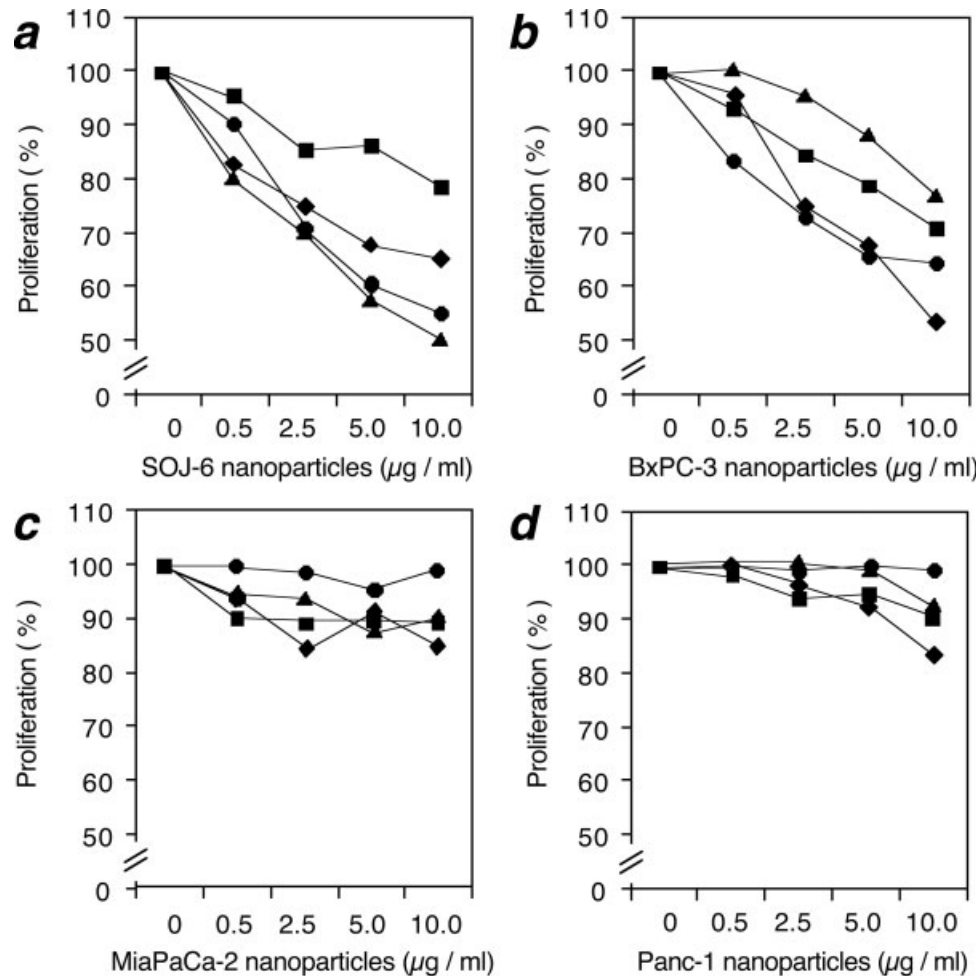 a
110
100
90
80
70
60
50
0
Proliferation ( % )
0 0.5 2.5 5.0 10.0
SOJ-6 nanoparticles (µg / ml)
b
110
100
90
80
70
60
50
0
Proliferation ( % )
0 0.5 2.5 5.0 10.0
BxPC-3 nanoparticles (µg / ml)
c
110
100
90
80
70
60
50
0
Proliferation ( % )
0 0.5 2.5 5.0 10.0
MiaPaCa-2 nanoparticles (µg / ml)
d
110
100
90
80
70
60
50
0
Proliferation ( % )
0 0.5 2.5 5.0 10.0
Panc-1 nanoparticles (µg / ml)